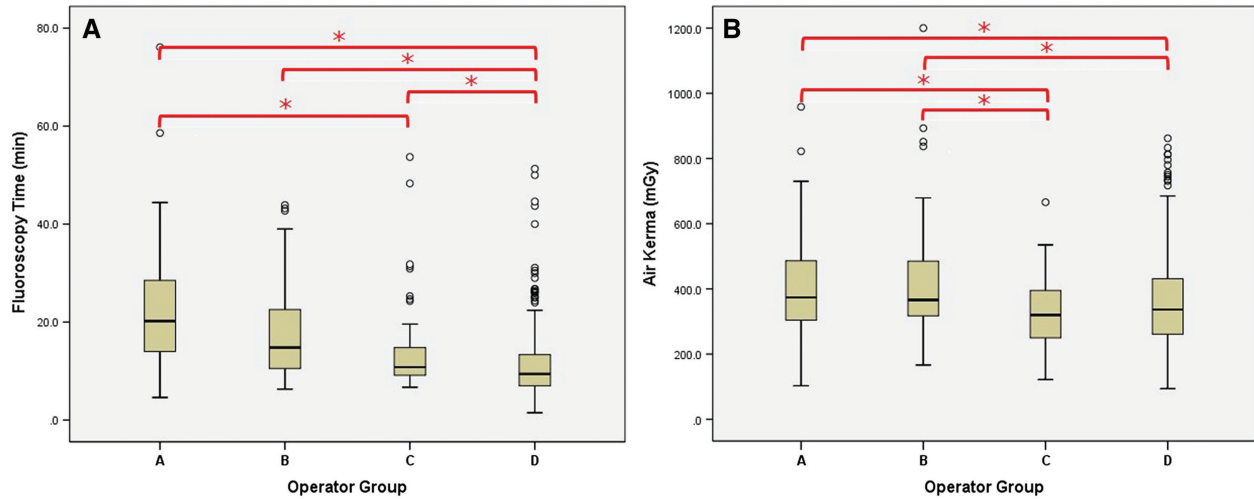 A
80.0
60.0
40.0
20.0
.0
Fluoroscopy Time (min)
*
*
*
*
A B C D
Operator Group
B
1200.0
1000.0
800.0
600.0
400.0
200.0
.0
Air Kerma (mGy)
*
*
*
*
A B C D
Operator Group